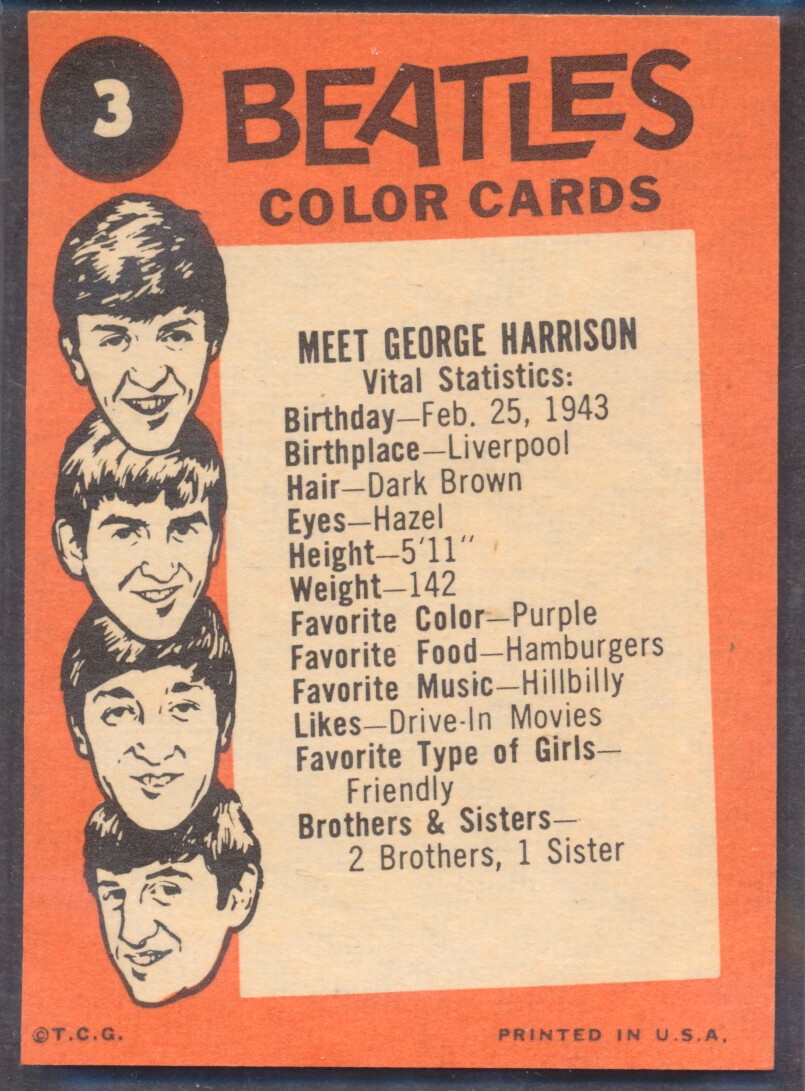 3
BEATLES
COLOR CARDS
MEET GEORGE HARRISON
Vital Statistics:
Birthday—Feb. 25, 1943
Birthplace—Liverpool
Hair—Dark Brown
Eyes—Hazel
Height—5'11"
Weight—142
Favorite Color—Purple
Favorite Food—Hamburgers
Favorite Music—Hillbilly
Likes—Drive-In Movies
Favorite Type of Girls—
Friendly
Brothers & Sisters—
2 Brothers, 1 Sister
©T.C.G. PRINTED IN U.S.A.